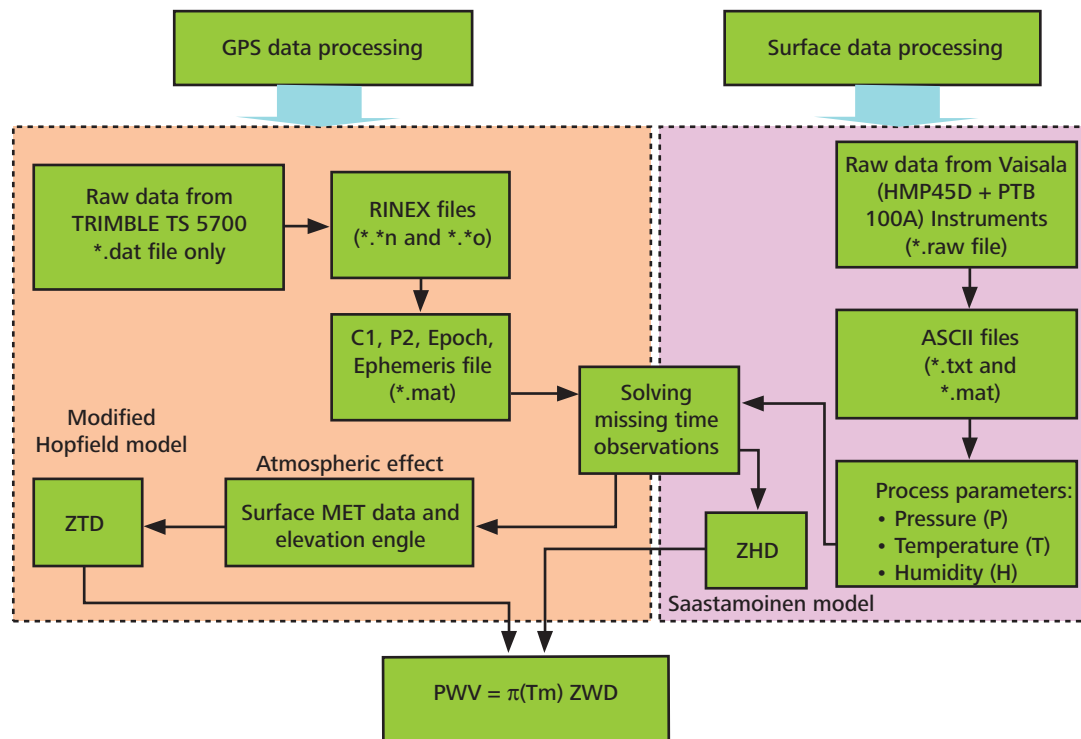 GPS data processing
Surface data processing
Raw data from
TRIMBLE TS 5700
*.dat file only
RINEX files
(*.*n and *.*o)
C1, P2, Epoch,
Ephemeris file
(*.mat)
Raw data from Vaisala
(HMP45D + PTB
100A) Instruments
(*.raw file)
ASCII files
(*.txt and
*.mat)
Solving
missing time
observations
Modified
Hopfield model
Atmospheric effect
ZTD
Surface MET data and
elevation engle
ZHD
Process parameters:
• Pressure (P)
• Temperature (T)
• Humidity (H)
Saastamoinen model
PWV = π(Tm) ZWD